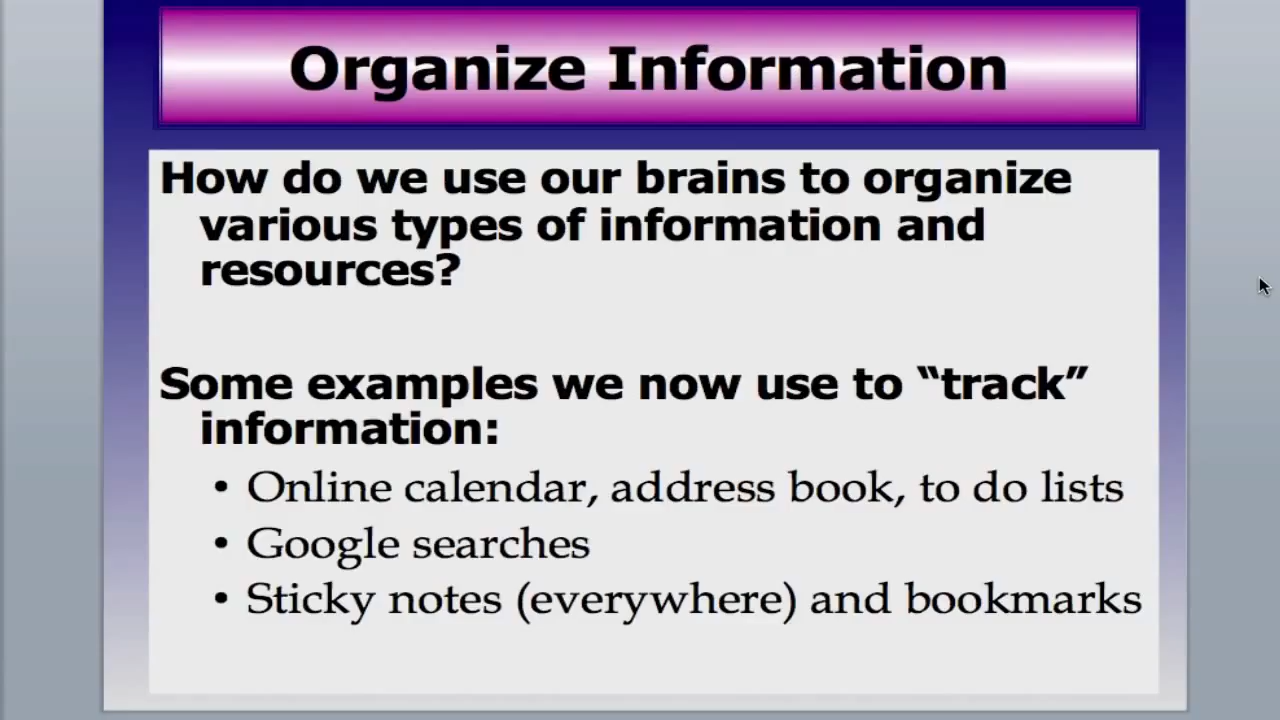 Organize Information
How do we use our brains to organize
various types of information and
resources?
Some examples we now use to “track”
information:
• Online calendar, address book, to do lists
• Google searches
• Sticky notes (everywhere) and bookmarks